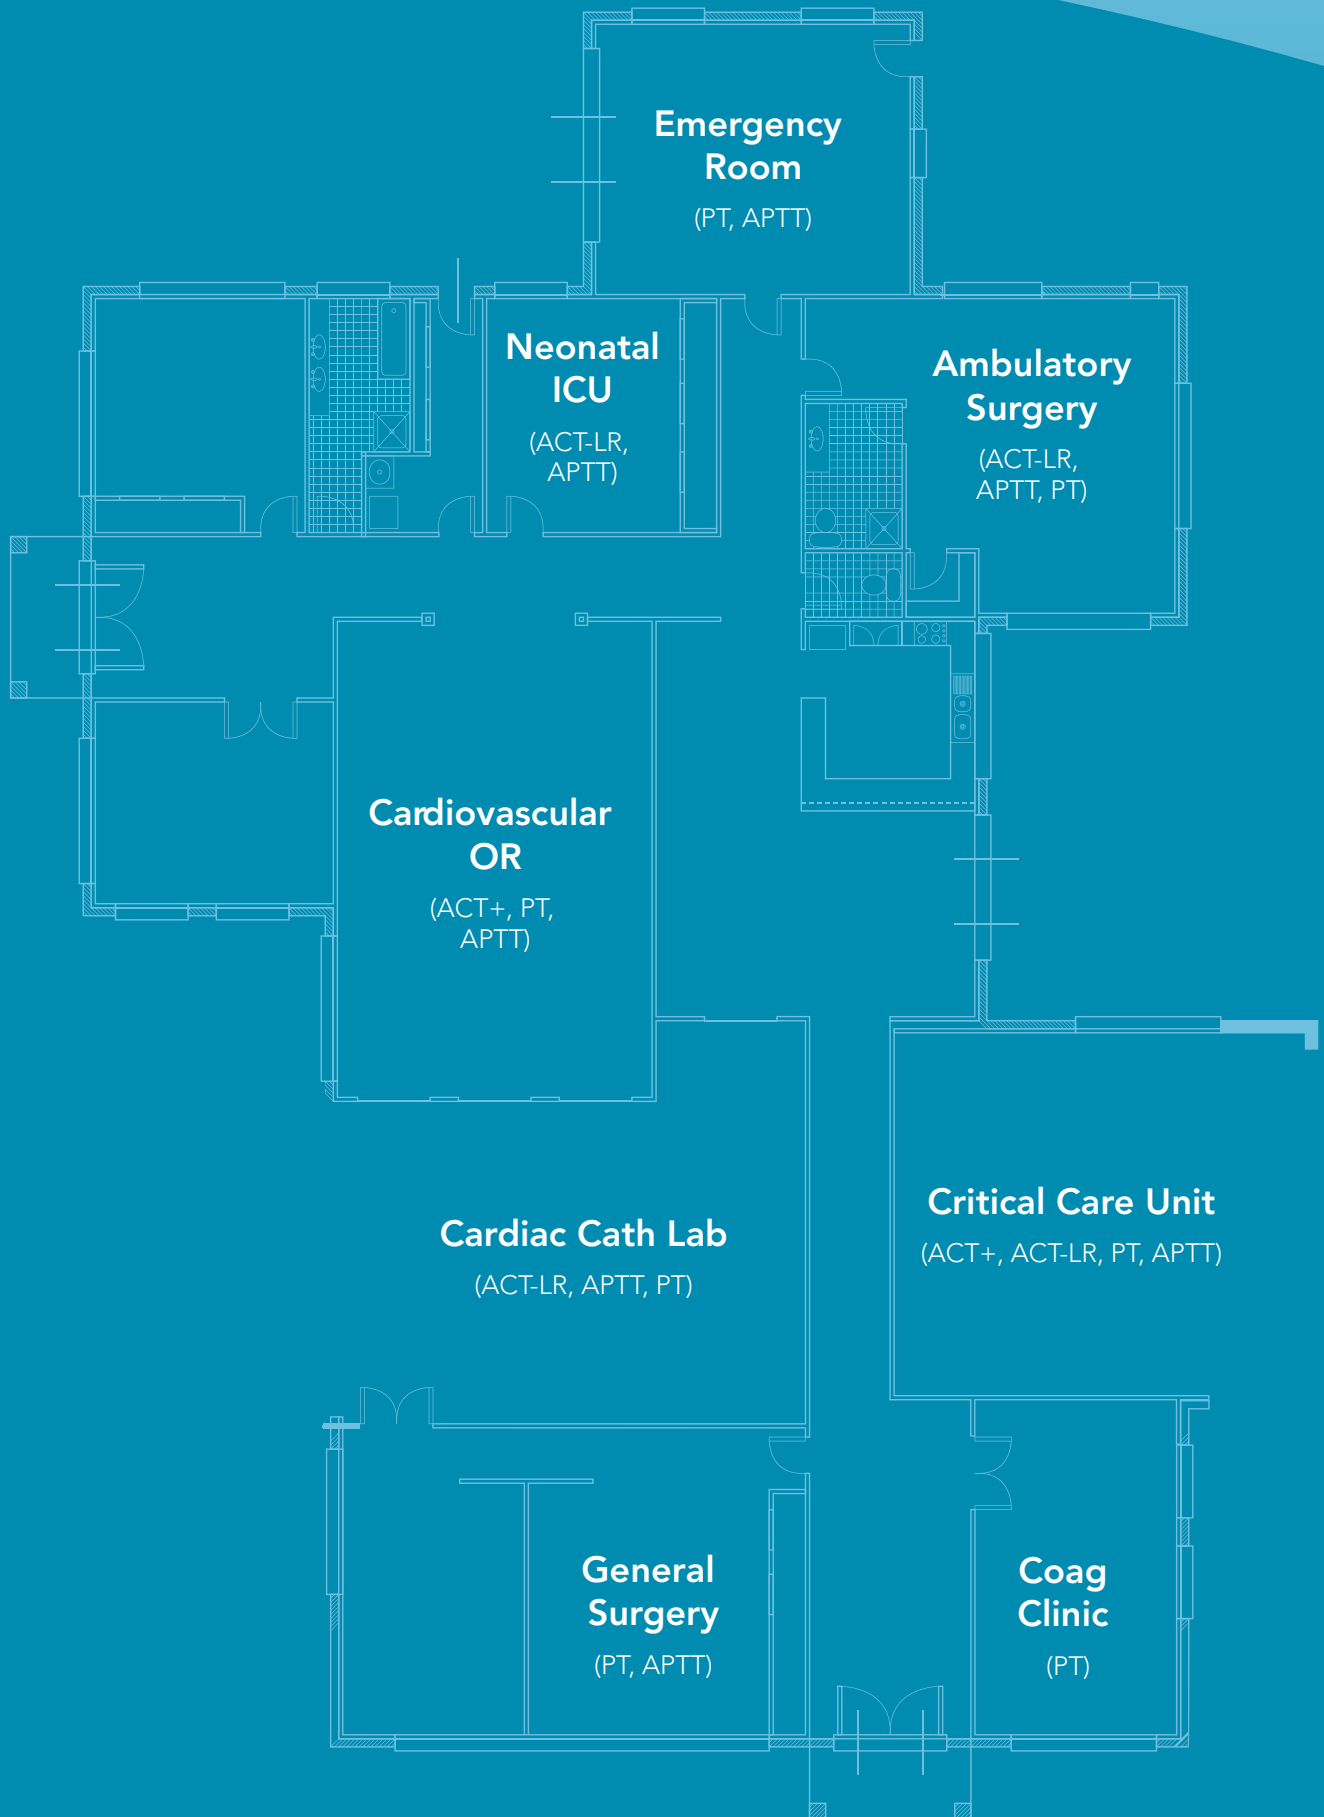 Emergency
Room
(PT, APTT)
Neonatal
ICU
(ACT-LR,
APTT)
Ambulatory
Surgery
(ACT-LR,
APTT, PT)
Cardiovascular
OR
(ACT+, PT,
APTT)
Cardiac Cath Lab
(ACT-LR, APTT, PT)
Critical Care Unit
(ACT+, ACT-LR, PT, APTT)
General
Surgery
(PT, APTT)
Coag
Clinic
(PT)